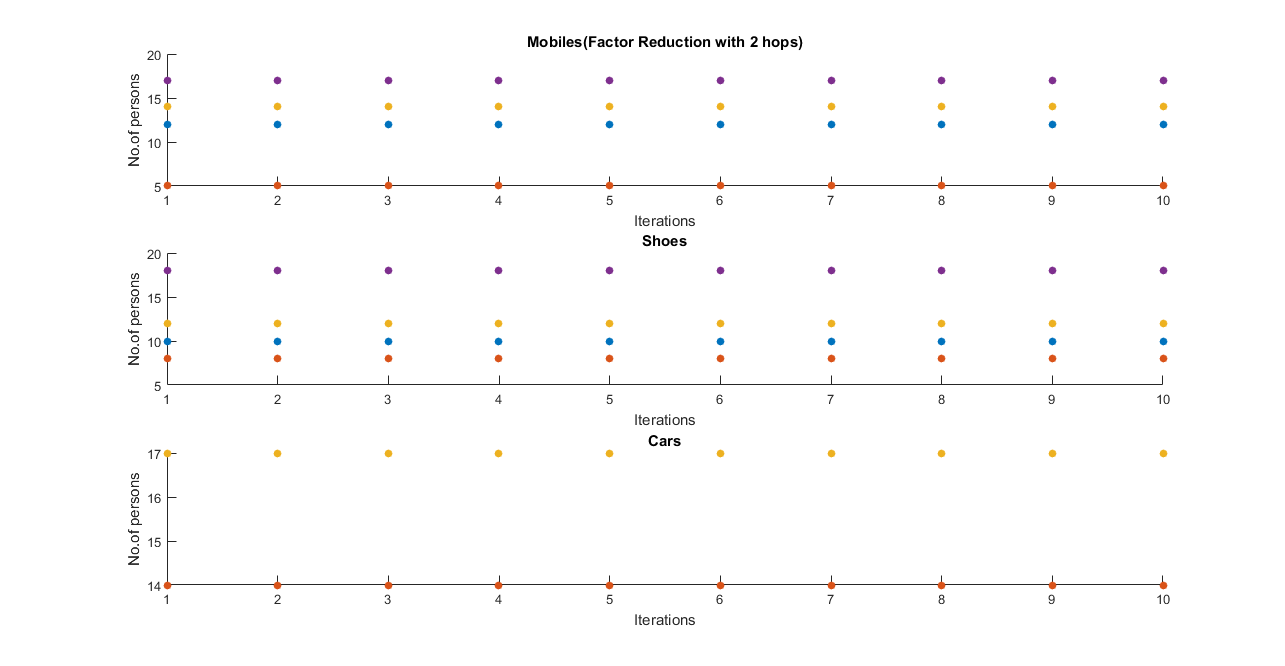 Mobiles(Factor Reduction with 2 hops)
20
15
10
5
No.of persons
1 2 3 4 5 6 7 8 9 10
Iterations
Shoes
20
15
10
5
No.of persons
1 2 3 4 5 6 7 8 9 10
Iterations
Cars
17
16
15
14
No.of persons
1 2 3 4 5 6 7 8 9 10
Iterations